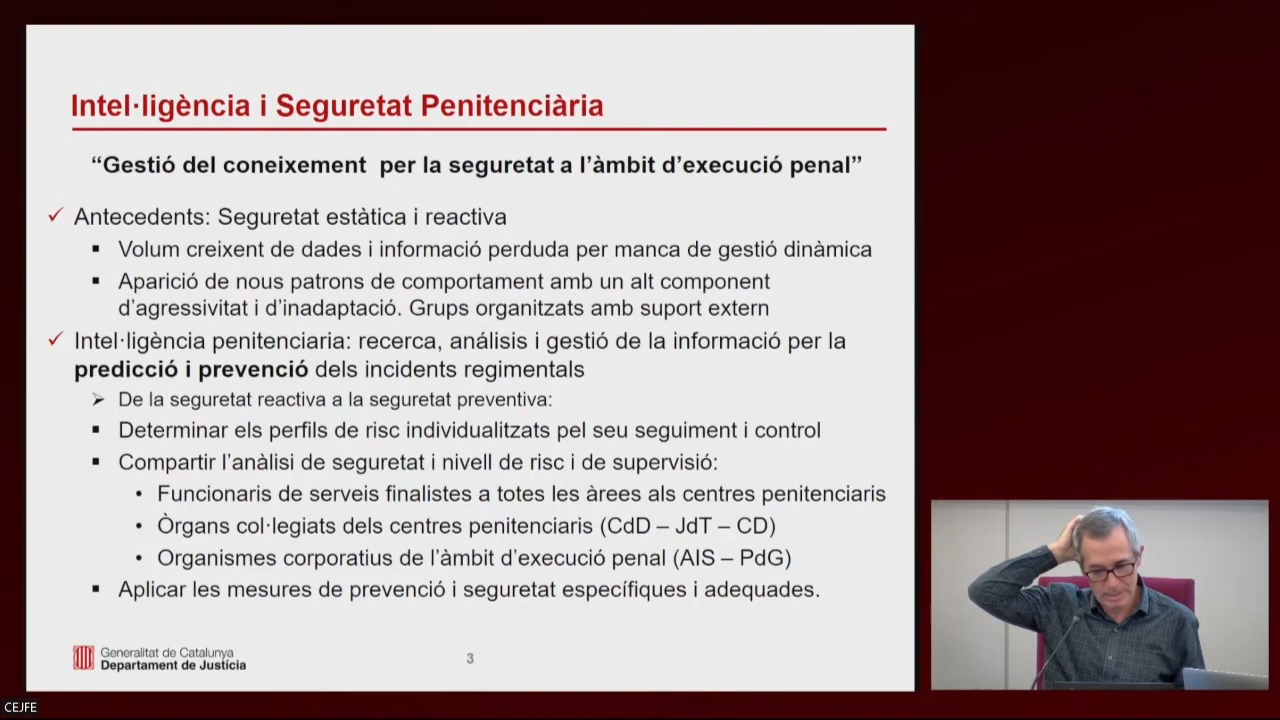 Intel·ligència i Seguretat Penitenciària
“Gestió del coneixement per la seguretat a l’àmbit d’execució penal”
Antecedents: Seguretat estàtica i reactiva
Volum creixent de dades i informació perduda per manca de gestió dinàmica
Aparició de nous patrons de comportament amb un alt component
d’agressivitat i d’inadaptació. Grups organitzats amb suport extern
Intel·ligència penitenciaria: recerca, análisis i gestió de la informació per la
predicció i prevenció dels incidents regimentals
De la seguretat reactiva a la seguretat preventiva:
Determinar els perfils de risc individualitzats pel seu seguiment i control
Compartir l’anàlisi de seguretat i nivell de risc i de supervisió:
Funcionaris de serveis finalistes a totes les àrees als centres penitenciaris
Òrgans col·legiats dels centres penitenciaris (CdD – JdT – CD)
Organismes corporatius de l’àmbit d’execució penal (AIS – PdG)
Aplicar les mesures de prevenció i seguretat específiques i adequades.
Generalitat de Catalunya
Departament de Justícia
3
CEJFE